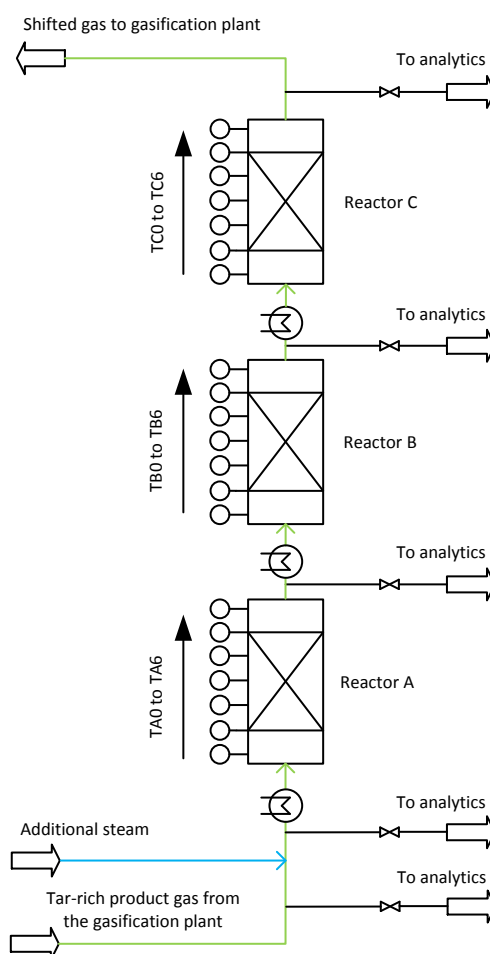 Shifted gas to gasification plant
To analytics
TC0 to TC6
Reactor C
To analytics
TB0 to TB6
Reactor B
To analytics
TA0 to TA6
Reactor A
To analytics
Additional steam
To analytics
Tar-rich product gas from
the gasification plant